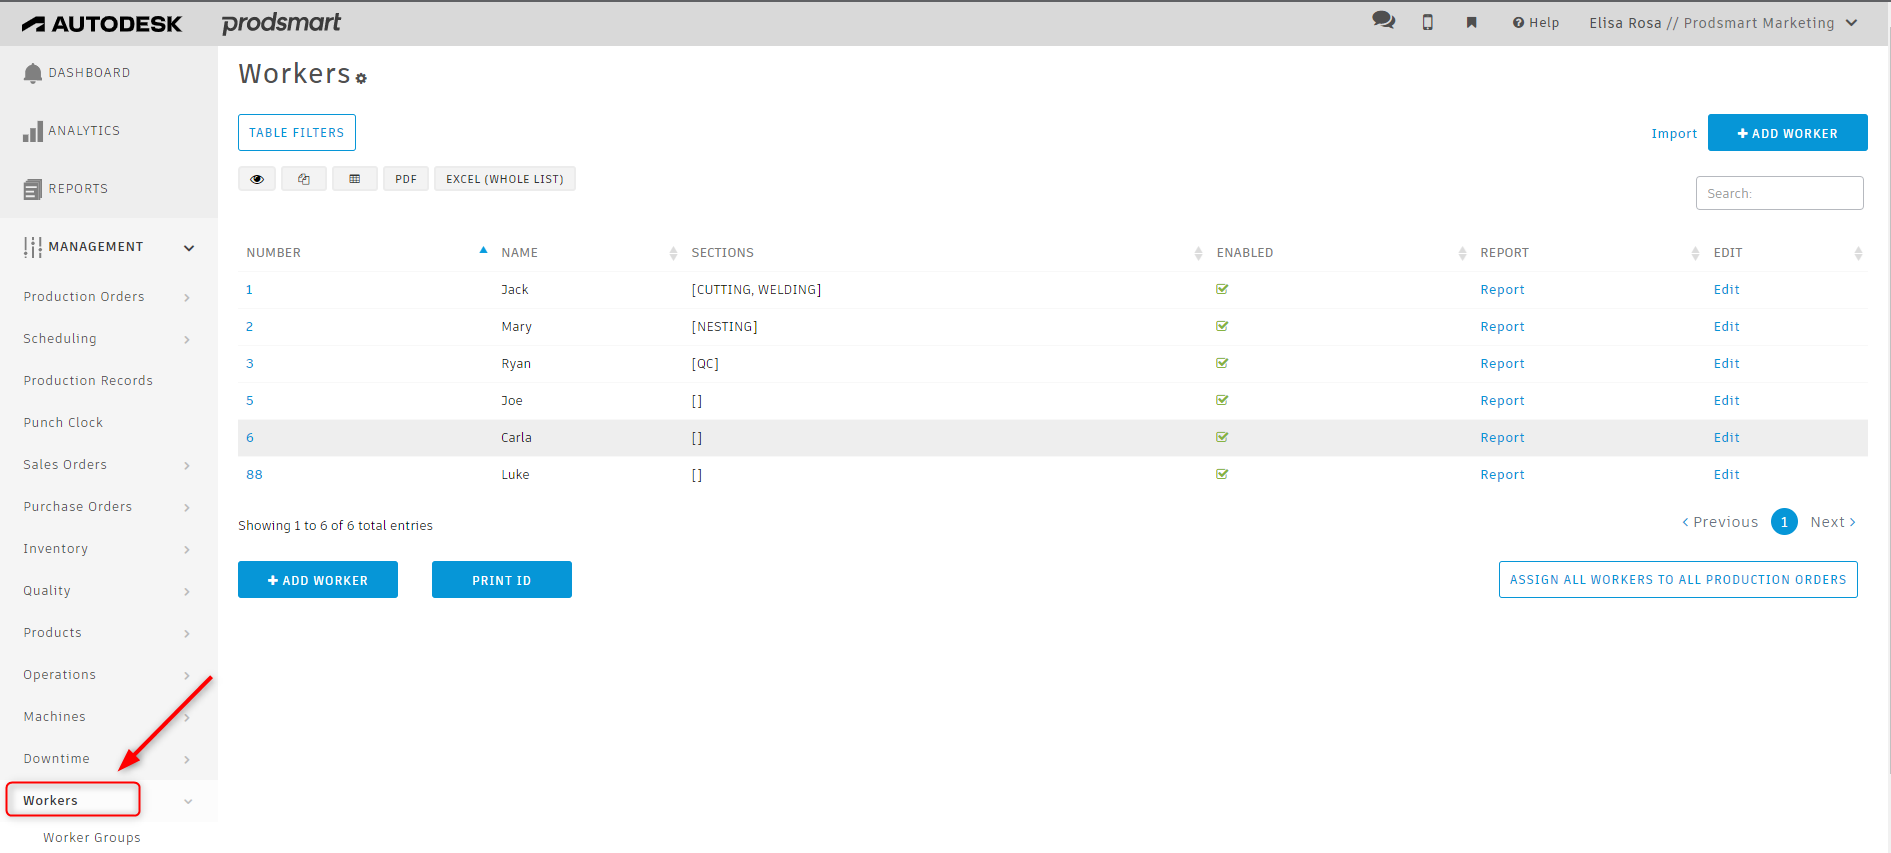 AUTODESK prodsmart Help Elisa Rosa // Prodsmart Marketing
DASHBOARD
ANALYTICS
REPORTS
MANAGEMENT
Production Orders
Scheduling
Production Records
Punch Clock
Sales Orders
Purchase Orders
Inventory
Quality
Products
Operations
Machines
Downtime
Workers
Worker Groups
Workers
TABLE FILTERS Import + ADD WORKER
PDF EXCEL (WHOLE LIST)
Search:
NUMBER NAME SECTIONS ENABLED REPORT EDIT
1 Jack [CUTTING, WELDING] Report Edit
2 Mary [NESTING] Report Edit
3 Ryan [QC] Report Edit
5 Joe [] Report Edit
6 Carla [] Report Edit
88 Luke [] Report Edit
Showing 1 to 6 of 6 total entries < Previous 1 Next >
+ ADD WORKER PRINT ID ASSIGN ALL WORKERS TO ALL PRODUCTION ORDERS